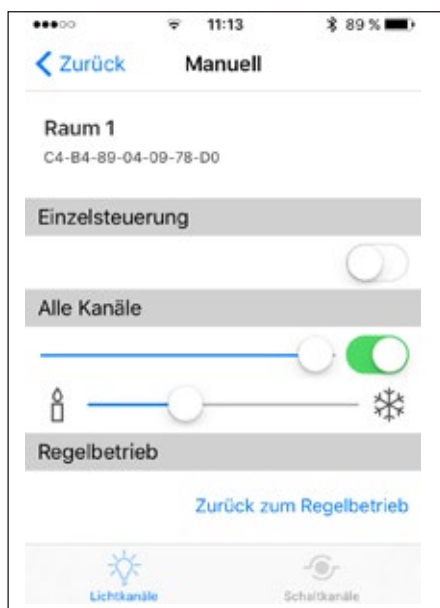 11:13 89 %
Zurück Manuell
Raum 1
C4-B4-89-04-09-78-D0
Einzelsteuerung
Alle Kanäle
Regelbetrieb
Zurück zum Regelbetrieb
Lichtkanäle Schaltkanäle